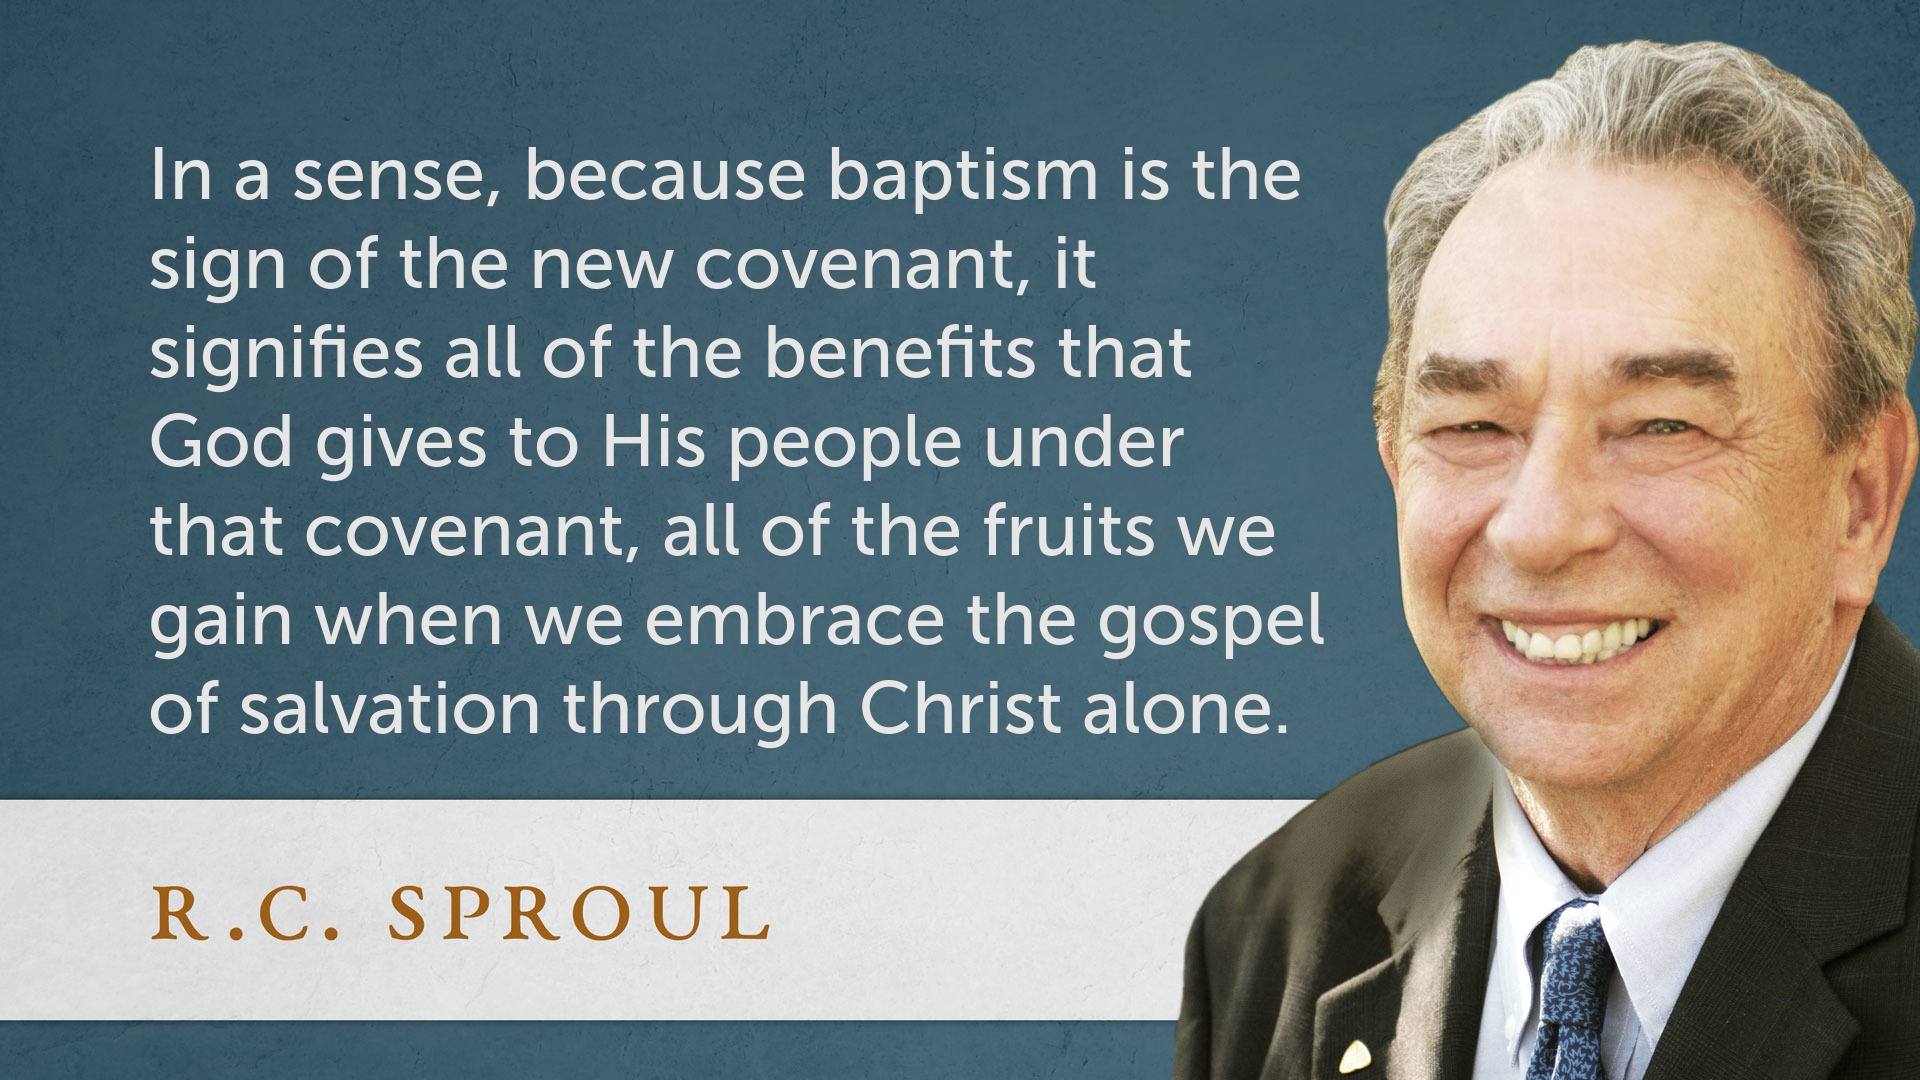 In a sense, because baptism is the
sign of the new covenant, it
signifies all of the benefits that
God gives to His people under
that covenant, all of the fruits we
gain when we embrace the gospel
of salvation through Christ alone.
R.C. SPROUL